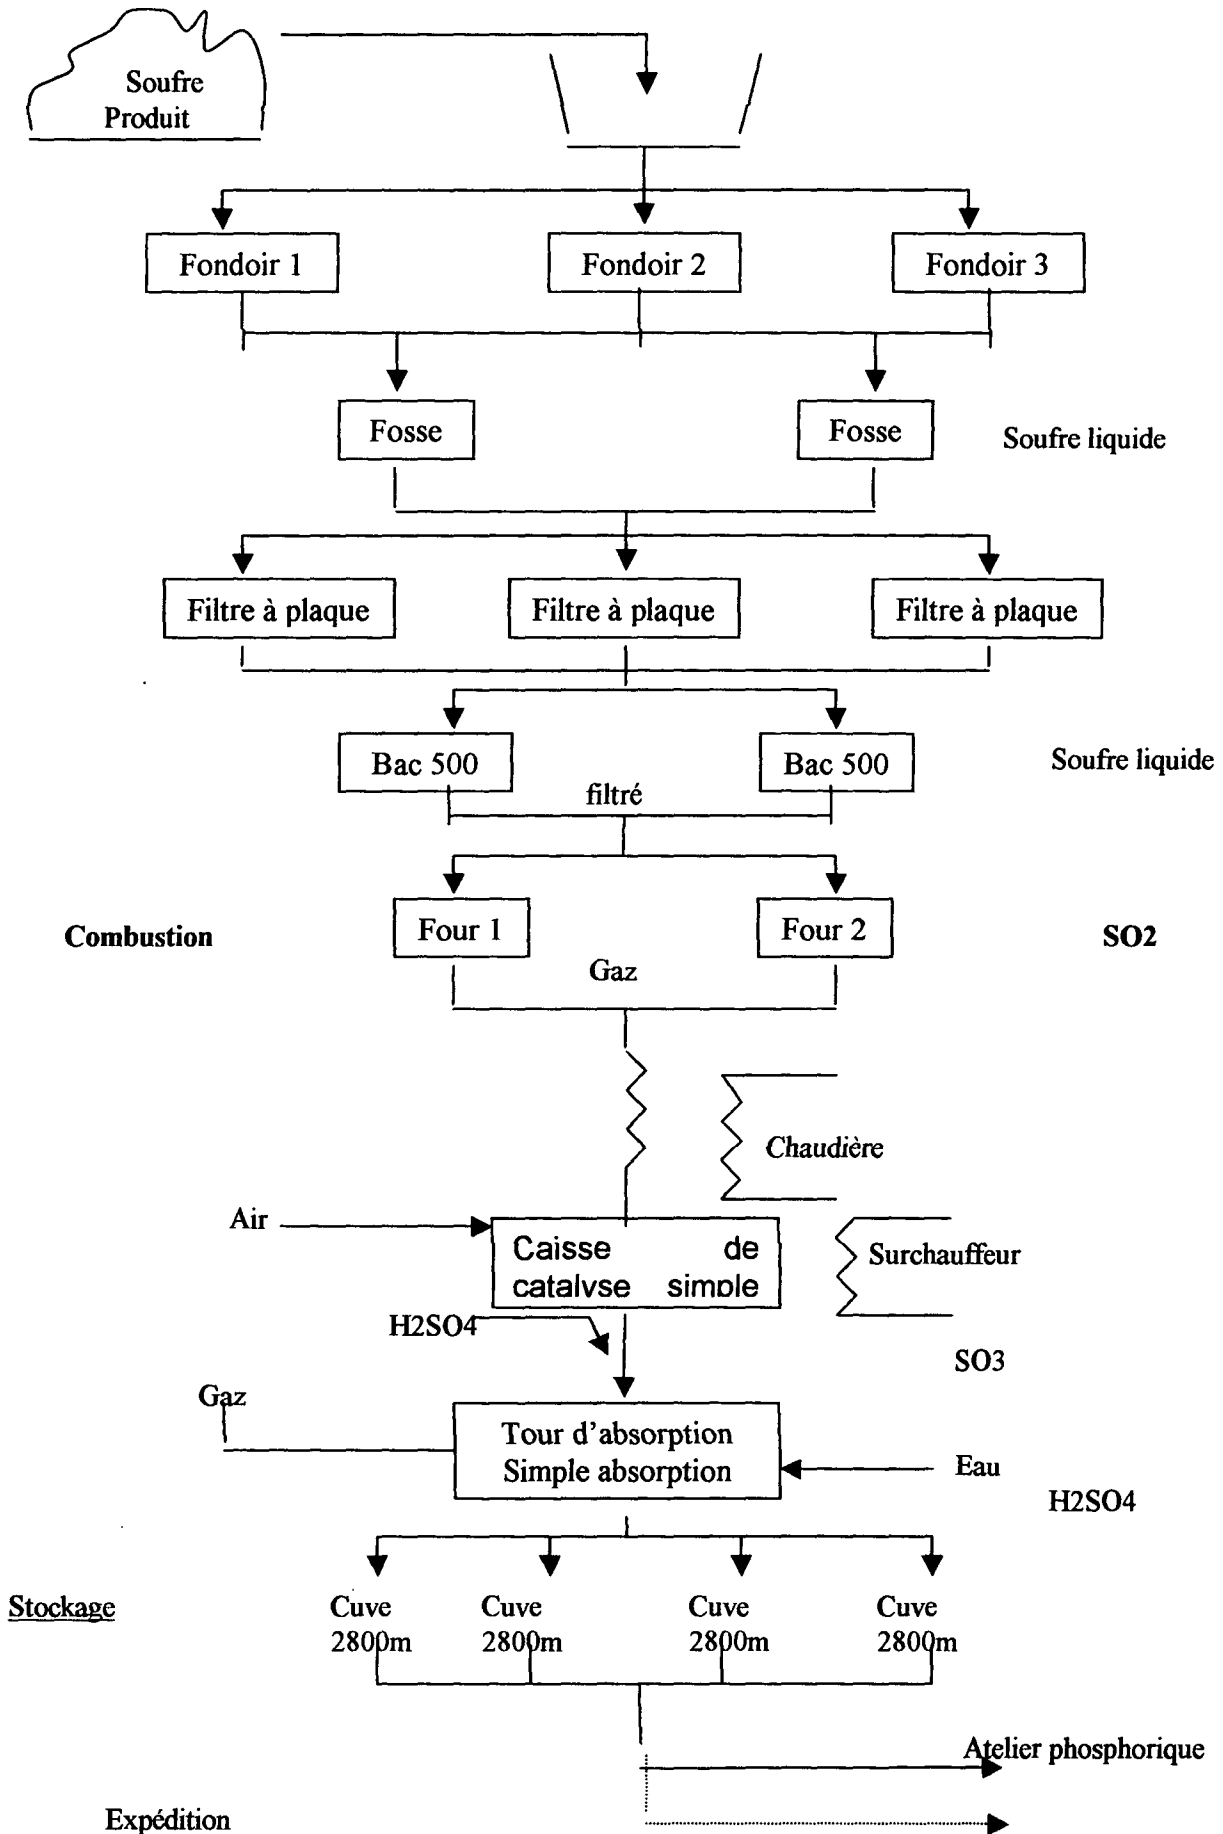 Soufre
Produit
Fondoir 1
Fondoir 2
Fondoir 3
Fosse
Fosse
Soufre liquide
Filtre à plaque
Filtre à plaque
Filtre à plaque
Bac 500
Bac 500
Soufre liquide
filtré
Four 1
Four 2
Combustion
SO2
Gaz
Chaudière
Air
Caisse de
catalyse simple
Surchauffeur
H2SO4
SO3
Gaz
Tour d'absorption
Simple absorption
Eau
H2SO4
Stockage
Cuve
2800m
Cuve
2800m
Cuve
2800m
Cuve
2800m
Atelier phosphorique
Expédition